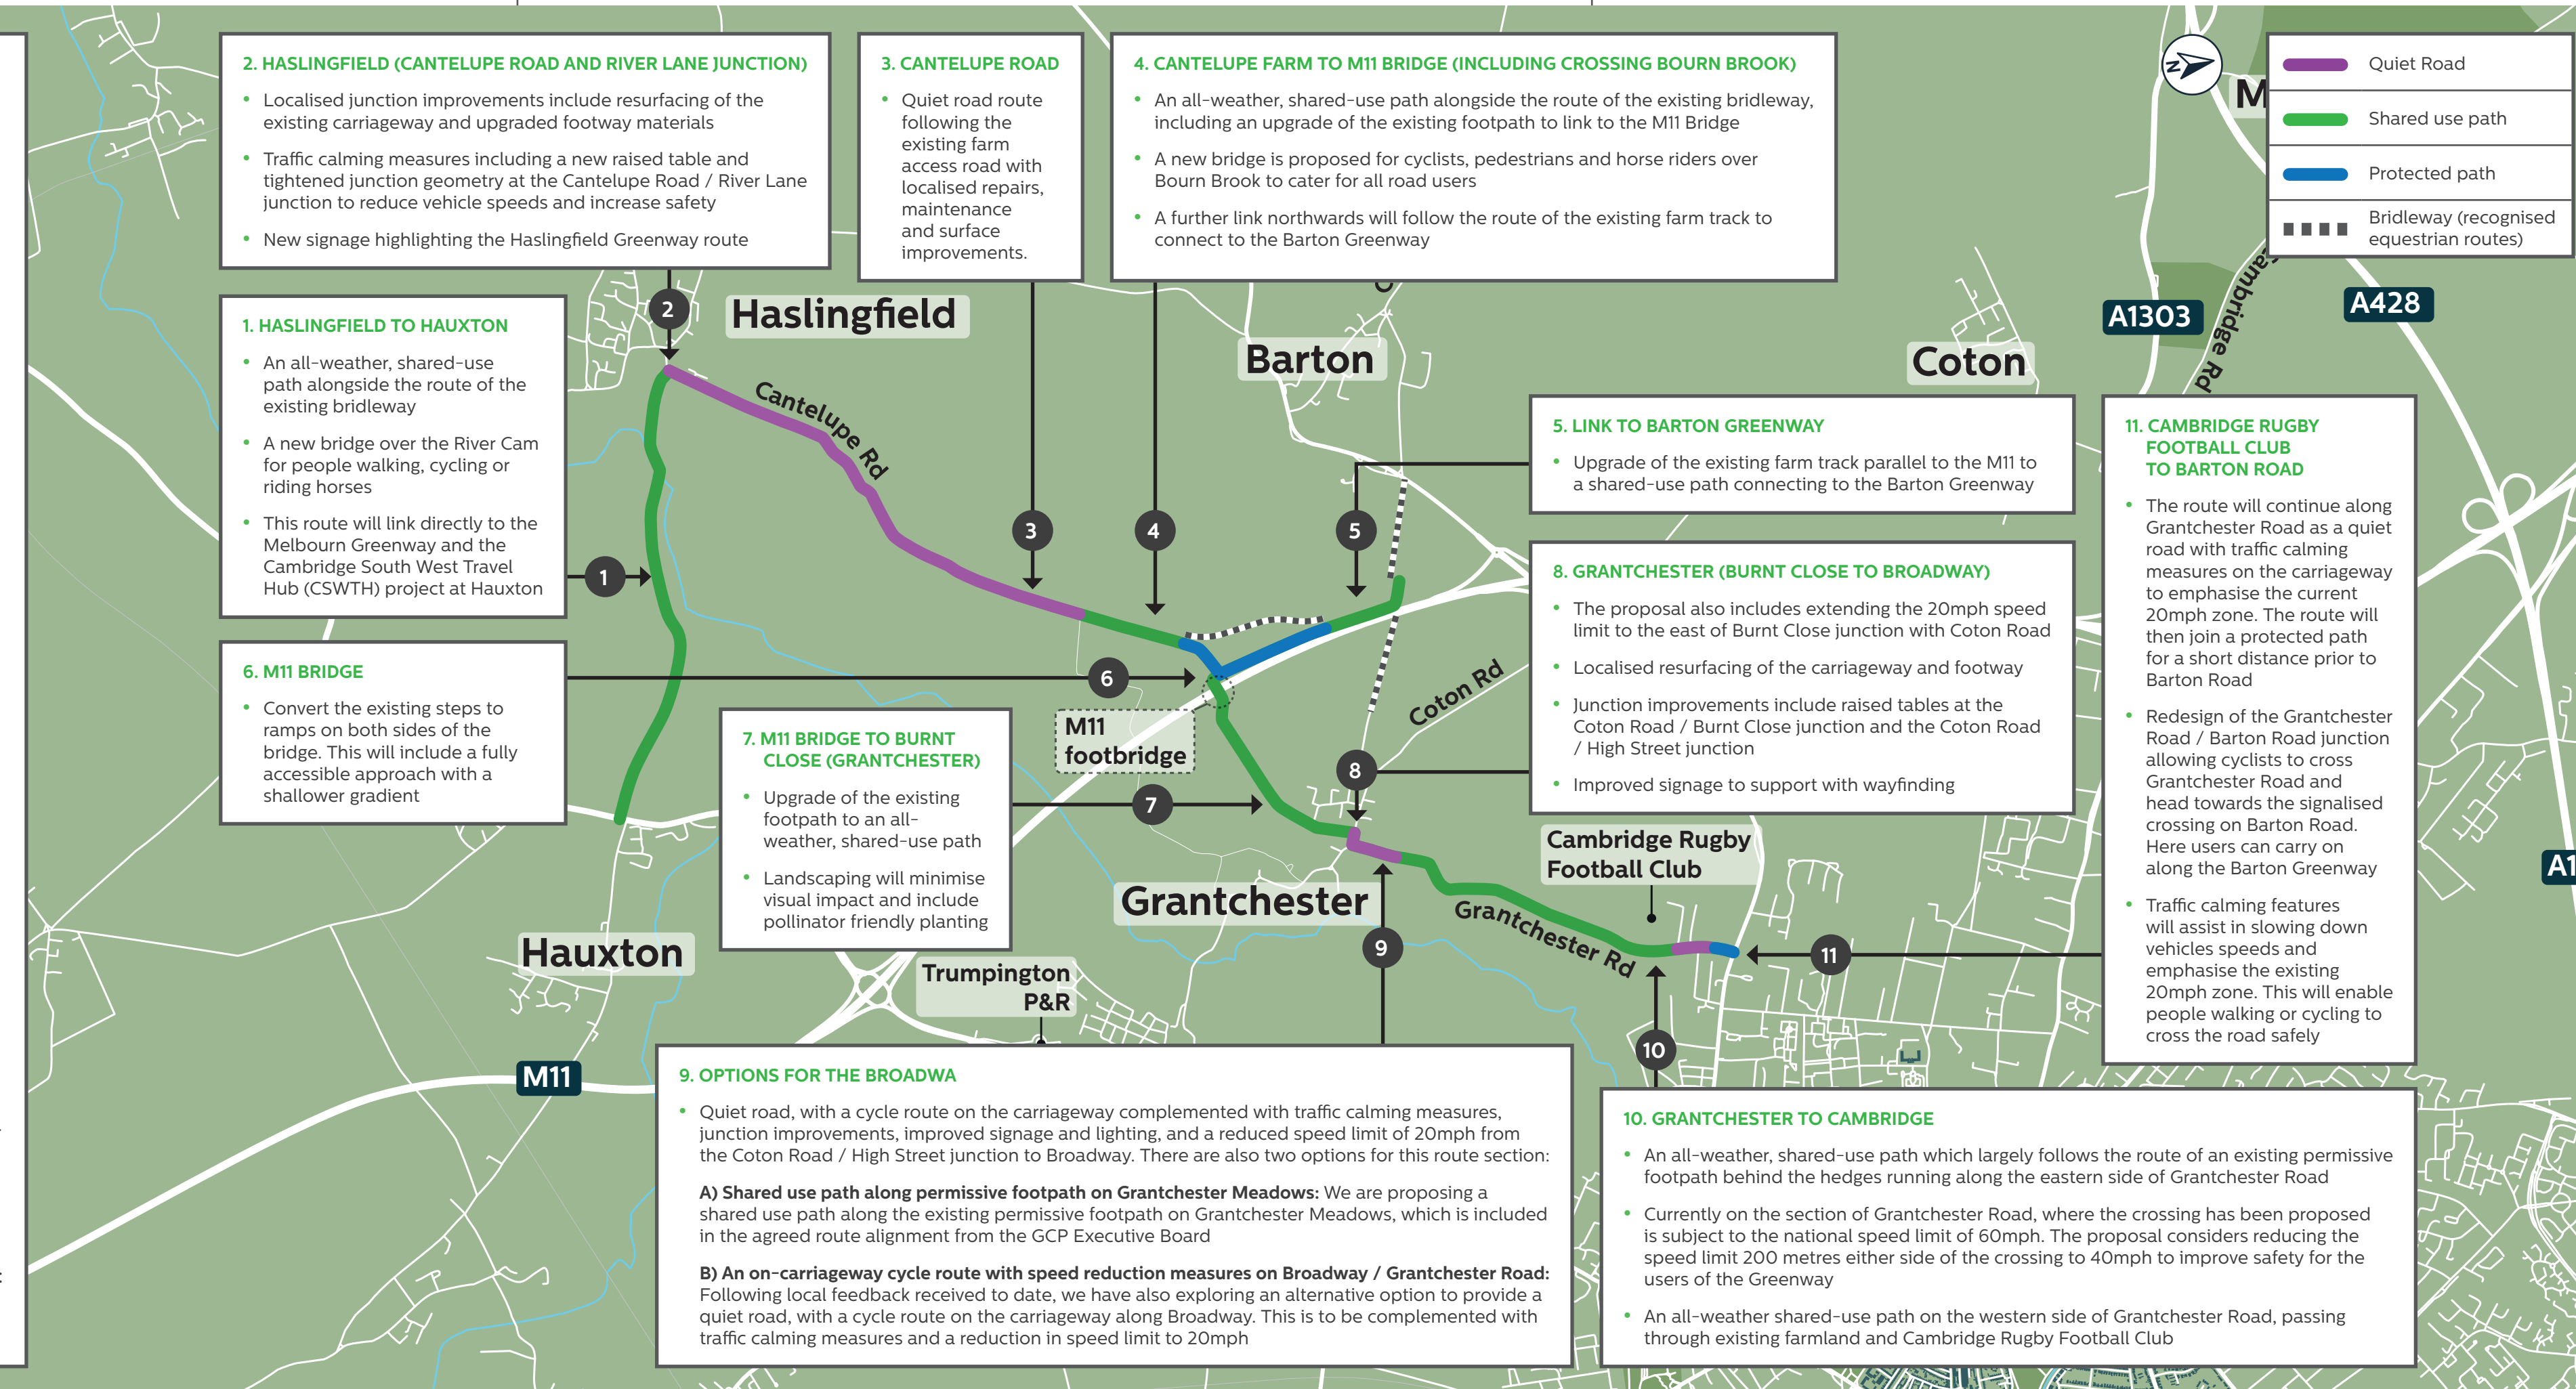 2. HASLINGFIELD (CANTELUPE ROAD AND RIVER LANE JUNCTION)
• Localised junction improvements include resurfacing of the
existing carriageway and upgraded footway materials
• Traffic calming measures including a new raised table and
tightened junction geometry at the Cantelupe Road / River Lane
junction to reduce vehicle speeds and increase safety
• New signage highlighting the Haslingfield Greenway route
3. CANTELUPE ROAD
• Quiet road route
following the
existing farm
access road with
localised repairs,
maintenance
and surface
improvements.
4. CANTELUPE FARM TO M11 BRIDGE (INCLUDING CROSSING BOURN BROOK)
• An all-weather, shared-use path alongside the route of the existing bridleway,
including an upgrade of the existing footpath to link to the M11 Bridge
• A new bridge is proposed for cyclists, pedestrians and horse riders over
Bourn Brook to cater for all road users
• A further link northwards will follow the route of the existing farm track to
connect to the Barton Greenway
N
M
Quiet Road
Shared use path
Protected path
Bridleway (recognised
equestrian routes)
1. HASLINGFIELD TO HAUXTON
• An all-weather, shared-use
path alongside the route of the
existing bridleway
• A new bridge over the River Cam
for people walking, cycling or
riding horses
• This route will link directly to the
Melbourn Greenway and the
Cambridge South West Travel
Hub (CSWTH) project at Hauxton
2
Haslingfield
Barton
Coton
A1303
Cambridge Rd
A428
Cantelupe Rd
3
4
5
1
5. LINK TO BARTON GREENWAY
• Upgrade of the existing farm track parallel to the M11 to
a shared-use path connecting to the Barton Greenway
11. CAMBRIDGE RUGBY
FOOTBALL CLUB
TO BARTON ROAD
• The route will continue along
Grantchester Road as a quiet
road with traffic calming
measures on the carriageway
to emphasise the current
20mph zone. The route will
then join a protected path
for a short distance prior to
Barton Road
• Redesign of the Grantchester
Road / Barton Road junction
allowing cyclists to cross
Grantchester Road and
head towards the signalised
crossing on Barton Road.
Here users can carry on
along the Barton Greenway
• Traffic calming features
will assist in slowing down
vehicles speeds and
emphasise the existing
20mph zone. This will enable
people walking or cycling to
cross the road safely
8. GRANTCHESTER (BURNT CLOSE TO BROADWAY)
• The proposal also includes extending the 20mph speed
limit to the east of Burnt Close junction with Coton Road
• Localised resurfacing of the carriageway and footway
• Junction improvements include raised tables at the
Coton Road / Burnt Close junction and the Coton Road
/ High Street junction
• Improved signage to support with wayfinding
6. M11 BRIDGE
• Convert the existing steps to
ramps on both sides of the
bridge. This will include a fully
accessible approach with a
shallower gradient
6
M11
footbridge
Coton Rd
7. M11 BRIDGE TO BURNT
CLOSE (GRANTCHESTER)
• Upgrade of the existing
footpath to an all-
weather, shared-use path
• Landscaping will minimise
visual impact and include
pollinator friendly planting
7
8
Cambridge Rugby
Football Club
Grantchester
Grantchester Rd
9
11
10
A1
Hauxton
Trumpington
P&R
M11
9. OPTIONS FOR THE BROADWA
• Quiet road, with a cycle route on the carriageway complemented with traffic calming measures,
junction improvements, improved signage and lighting, and a reduced speed limit of 20mph from
the Coton Road / High Street junction to Broadway. There are also two options for this route section:
A) Shared use path along permissive footpath on Grantchester Meadows: We are proposing a
shared use path along the existing permissive footpath on Grantchester Meadows, which is included
in the agreed route alignment from the GCP Executive Board
B) An on-carriageway cycle route with speed reduction measures on Broadway / Grantchester Road:
Following local feedback received to date, we have also exploring an alternative option to provide a
quiet road, with a cycle route on the carriageway along Broadway. This is to be complemented with
traffic calming measures and a reduction in speed limit to 20mph
10. GRANTCHESTER TO CAMBRIDGE
• An all-weather, shared-use path which largely follows the route of an existing permissive
footpath behind the hedges running along the eastern side of Grantchester Road
• Currently on the section of Grantchester Road, where the crossing has been proposed
is subject to the national speed limit of 60mph. The proposal considers reducing the
speed limit 200 metres either side of the crossing to 40mph to improve safety for the
users of the Greenway
• An all-weather shared-use path on the western side of Grantchester Road, passing
through existing farmland and Cambridge Rugby Football Club